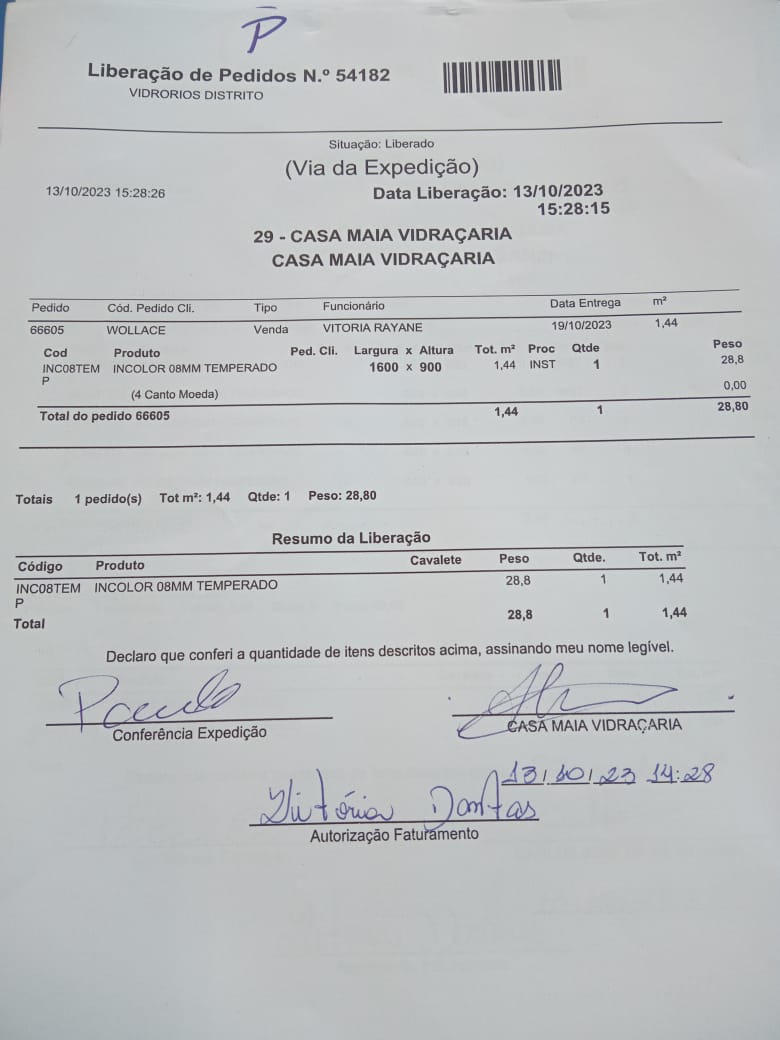 P
Liberação de Pedidos N.º 54182
VIDRORIOS DISTRITO
Situação: Liberado
(Via da Expedição)
13/10/2023 15:28:26 Data Liberação: 13/10/2023
15:28:15
29 - CASA MAIA VIDRAÇARIA
CASA MAIA VIDRAÇARIA
Pedido Cód. Pedido Cli. Tipo Funcionário Data Entrega m²
66605 WOLLACE Venda VITORIA RAYANE 19/10/2023 1,44
Cod Produto Ped. Cli. Largura x Altura Tot. m² Proc Qtde Peso
INC08TEM INCOLOR 08MM TEMPERADO 1600 x 900 1,44 INST 1 28,8
P
(4 Canto Moeda) 0,00
Total do pedido 66605 1,44 1 28,80
Totais 1 pedido(s) Tot m²: 1,44 Qtde: 1 Peso: 28,80
Resumo da Liberação
Código Produto Cavalete Peso Qtde. Tot. m²
INC08TEM INCOLOR 08MM TEMPERADO 28,8 1 1,44
P
Total 28,8 1 1,44
Declaro que conferi a quantidade de itens descritos acima, assinando meu nome legível.
Conferência Expedição CASA MAIA VIDRAÇARIA
13/10/23 14:28
Vitória Dantas
Autorização Faturamento